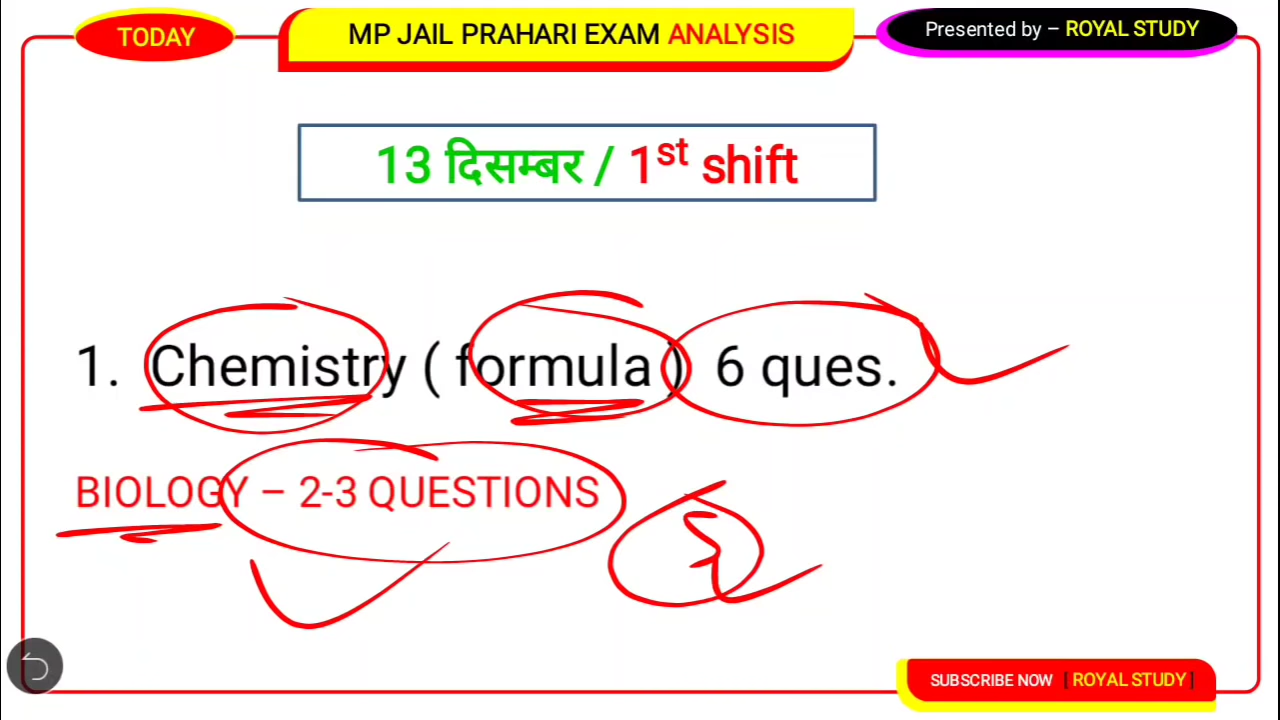 TODAY
MP JAIL PRAHARI EXAM ANALYSIS
Presented by – ROYAL STUDY
13 दिसम्बर / 1st shift
1. Chemistry ( formula ) 6 ques.
BIOLOGY – 2-3 QUESTIONS
3
SUBSCRIBE NOW [ ROYAL STUDY ]